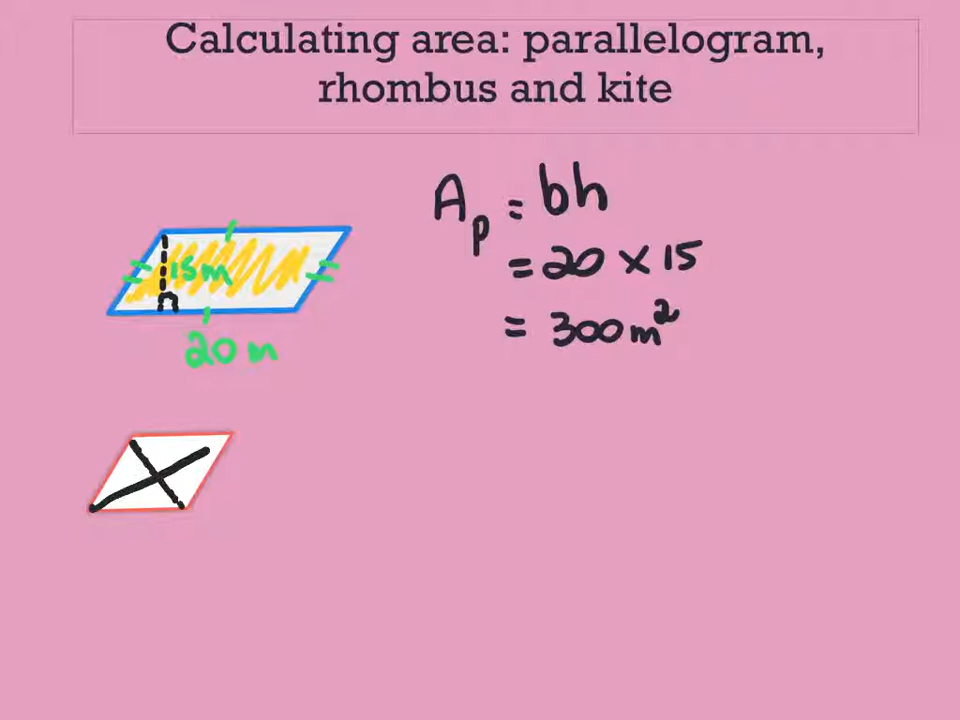 Calculating area: parallelogram,
rhombus and kite
A_p = bh
= 20 × 15
= 300 m²
15m
20 m